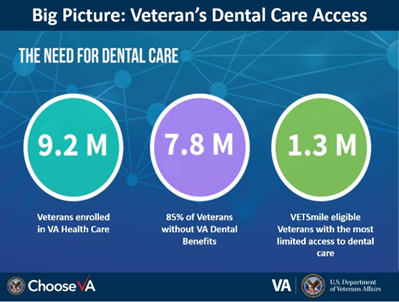 Big Picture: Veteran's Dental Care Access
THE NEED FOR DENTAL CARE
9.2 M
7.8 M
1.3 M
Veterans enrolled
in VA Health Care
85% of Veterans
without VA Dental
Benefits
VETSmile eligible
Veterans with the most
limited access to dental
care
Choose VA
VA
U.S. Department
of Veterans Affairs